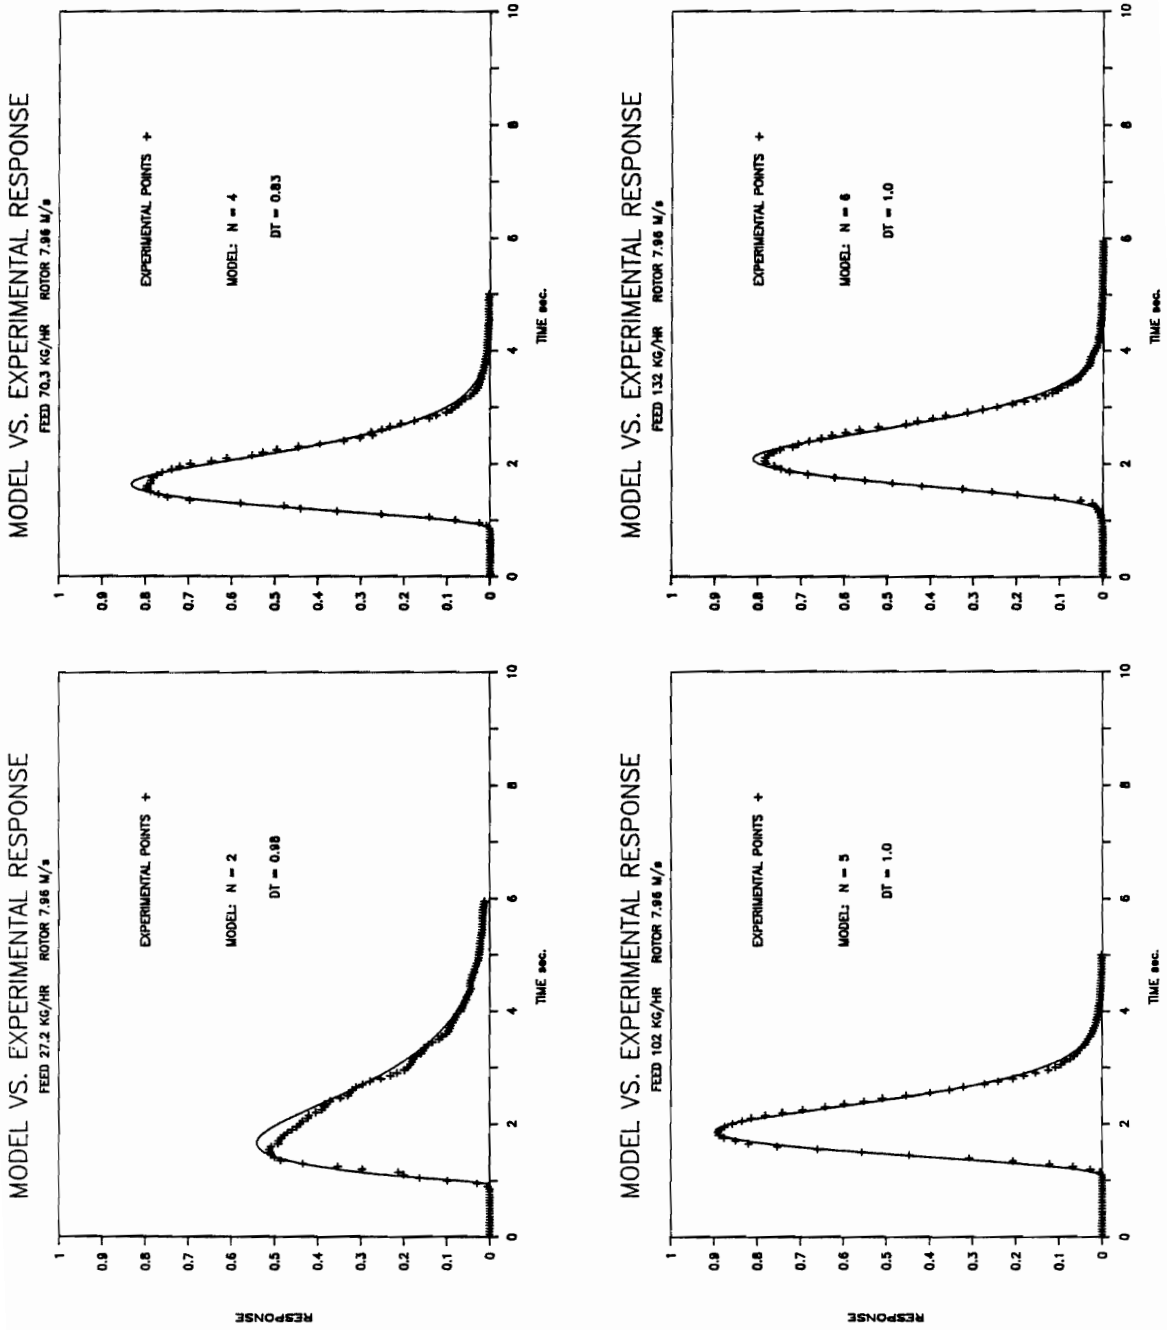 MODEL VS. EXPERIMENTAL RESPONSE
FEED 27.2 KG/HR ROTOR 7.96 M/s
1
0.9
0.8
0.7
0.6
0.5
0.4
0.3
0.2
0.1
0
RESPONSE
EXPERIMENTAL POINTS +
MODEL: N = 2
DT = 0.98
0 2 4 6 8 10
TIME sec.
MODEL VS. EXPERIMENTAL RESPONSE
FEED 70.3 KG/HR ROTOR 7.96 M/s
1
0.9
0.8
0.7
0.6
0.5
0.4
0.3
0.2
0.1
0
EXPERIMENTAL POINTS +
MODEL: N = 4
DT = 0.83
0 2 4 6 8 10
TIME sec.
MODEL VS. EXPERIMENTAL RESPONSE
FEED 102 KG/HR ROTOR 7.96 M/s
0.9
0.8
0.7
0.6
0.5
0.4
0.3
0.2
0.1
0
RESPONSE
EXPERIMENTAL POINTS +
MODEL: N = 5
DT = 1.0
0 2 4 6 8 10
TIME sec.
MODEL VS. EXPERIMENTAL RESPONSE
FEED 132 KG/HR ROTOR 7.96 M/s
1
0.9
0.8
0.7
0.6
0.5
0.4
0.3
0.2
0.1
0
EXPERIMENTAL POINTS +
MODEL: N = 6
DT = 1.0
0 2 4 6 8 10
TIME sec.